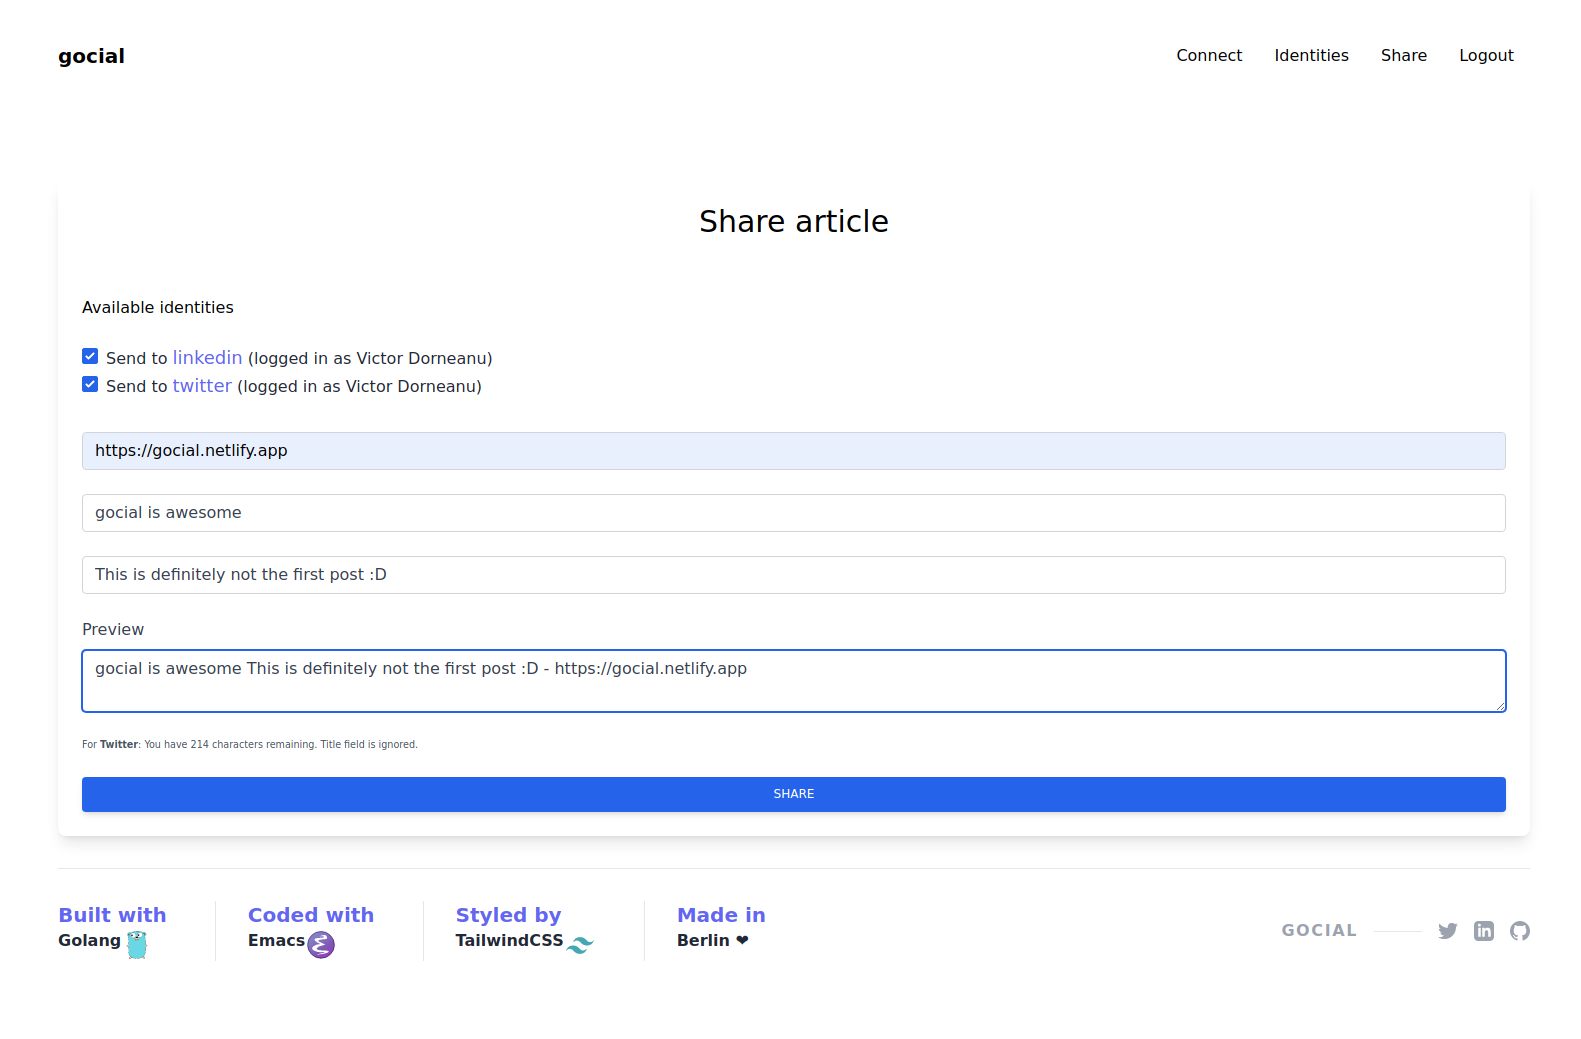 gocial
Connect Identities Share Logout
Share article
Available identities
Send to linkedin (logged in as Victor Dorneanu)
Send to twitter (logged in as Victor Dorneanu)
https://gocial.netlify.app
gocial is awesome
This is definitely not the first post :D
Preview
gocial is awesome This is definitely not the first post :D - https://gocial.netlify.app
For Twitter: You have 214 characters remaining. Title field is ignored.
SHARE
Built with
Golang
Coded with
Emacs
Styled by
TailwindCSS
Made in
Berlin ❤
GOCIAL